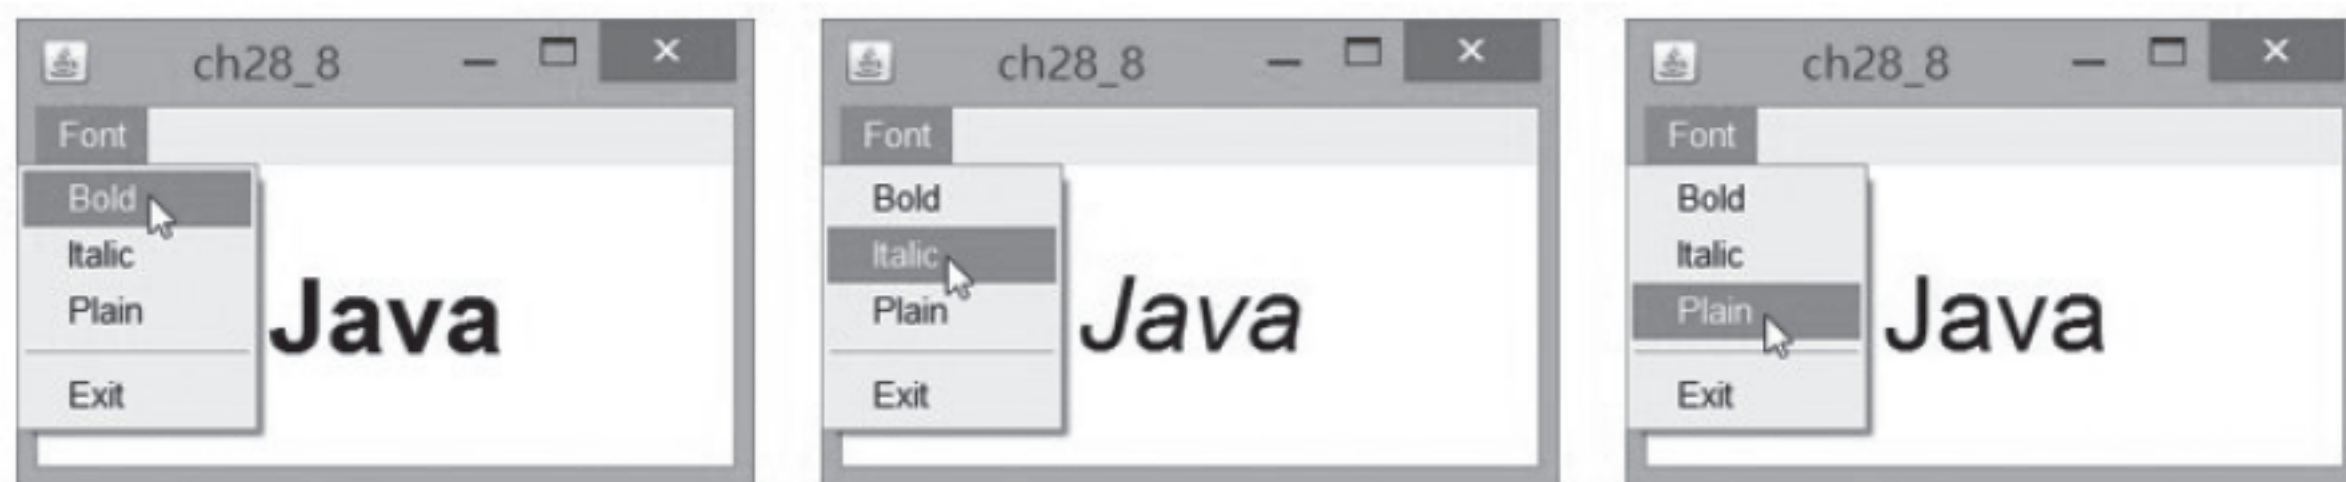 ch28_8
Font
Bold
Italic
Plain
Exit
Java
ch28_8
Font
Bold
Italic
Plain
Exit
Java
ch28_8
Font
Bold
Italic
Plain
Exit
Java